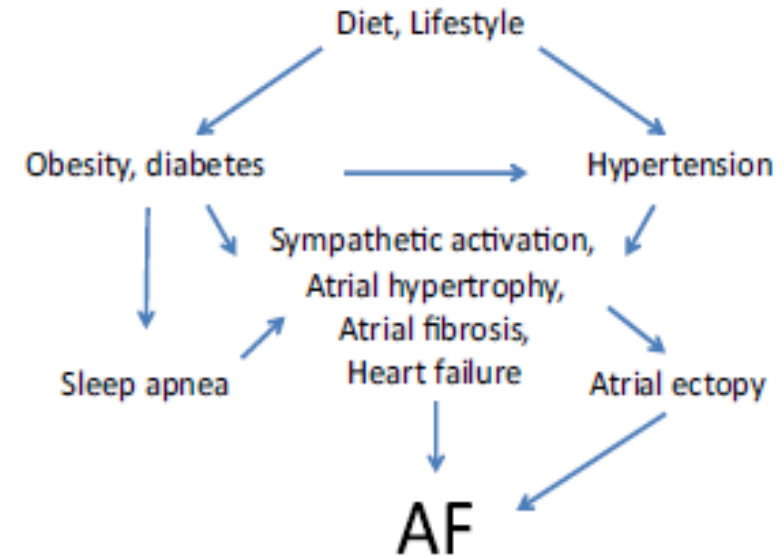 Diet, Lifestyle
Obesity, diabetes
Hypertension
Sympathetic activation,
Atrial hypertrophy,
Atrial fibrosis,
Heart failure
Sleep apnea
Atrial ectopy
AF